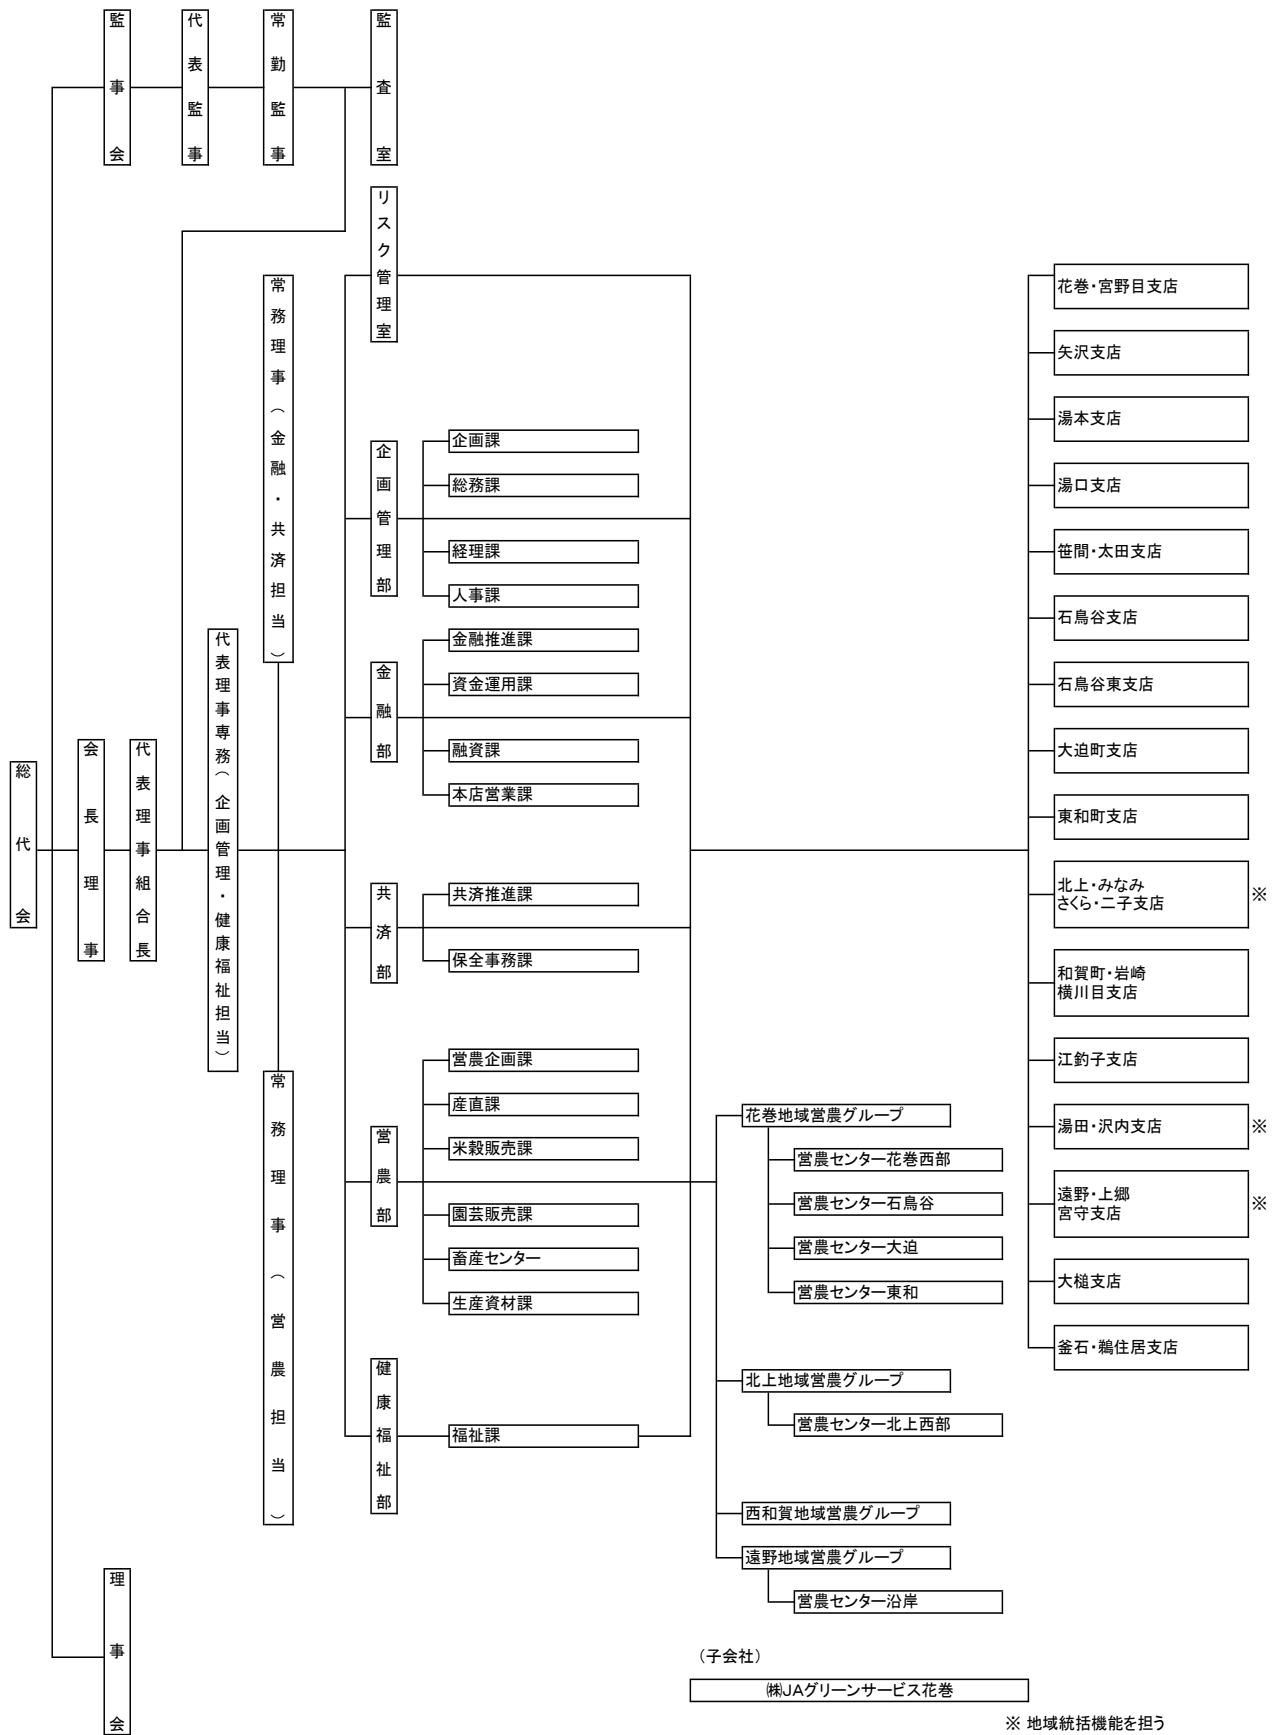 監事会
代表監事
常勤監事
監査室
リスク管理室
総代会
会長理事
代表理事組合長
代表理事専務（企画管理・健康福祉担当）
常務理事（金融・共済担当）
常務理事（営農担当）
理事会
企画管理部
企画課
総務課
経理課
人事課
金融部
金融推進課
資金運用課
融資課
本店営業課
共済部
共済推進課
保全事務課
営農部
営農企画課
産直課
米穀販売課
園芸販売課
畜産センター
生産資材課
健康福祉部
福祉課
花巻地域営農グループ
営農センター花巻西部
営農センター石鳥谷
営農センター大迫
営農センター東和
北上地域営農グループ
営農センター北上西部
西和賀地域営農グループ
遠野地域営農グループ
営農センター沿岸
花巻・宮野目支店
矢沢支店
湯本支店
湯口支店
笹間・太田支店
石鳥谷支店
石鳥谷東支店
大迫町支店
東和町支店
北上・みなみ
さくら・二子支店 ※
和賀町・岩崎
横川目支店
江釣子支店
湯田・沢内支店 ※
遠野・上郷
宮守支店 ※
大槌支店
釜石・鵜住居支店
（子会社）
㈱JAグリーンサービス花巻
※ 地域統括機能を担う